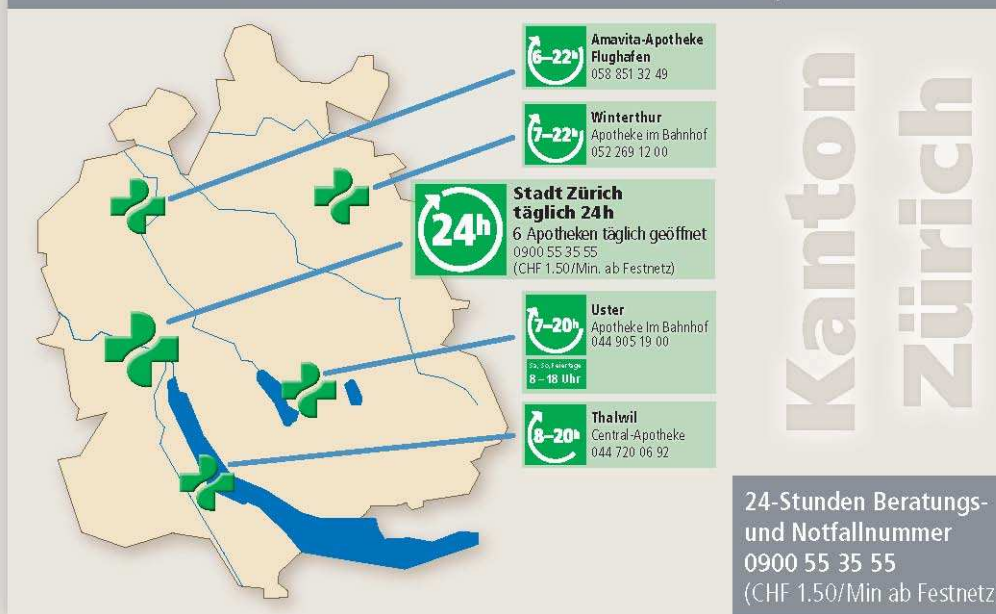 6–22h
Amavita-Apotheke
Flughafen
058 851 32 49
7–22h
Winterthur
Apotheke im Bahnhof
052 269 12 00
24h
Stadt Zürich
täglich 24h
6 Apotheken täglich geöffnet
0900 55 35 55
(CHF 1.50/Min. ab Festnetz)
7–20h
Sa, So, Feiertage
8–18 Uhr
Uster
Apotheke Im Bahnhof
044 905 19 00
8–20h
Thalwil
Central-Apotheke
044 720 06 92
Kanton
Zürich
24-Stunden Beratungs-
und Notfallnummer
0900 55 35 55
(CHF 1.50/Min ab Festnetz